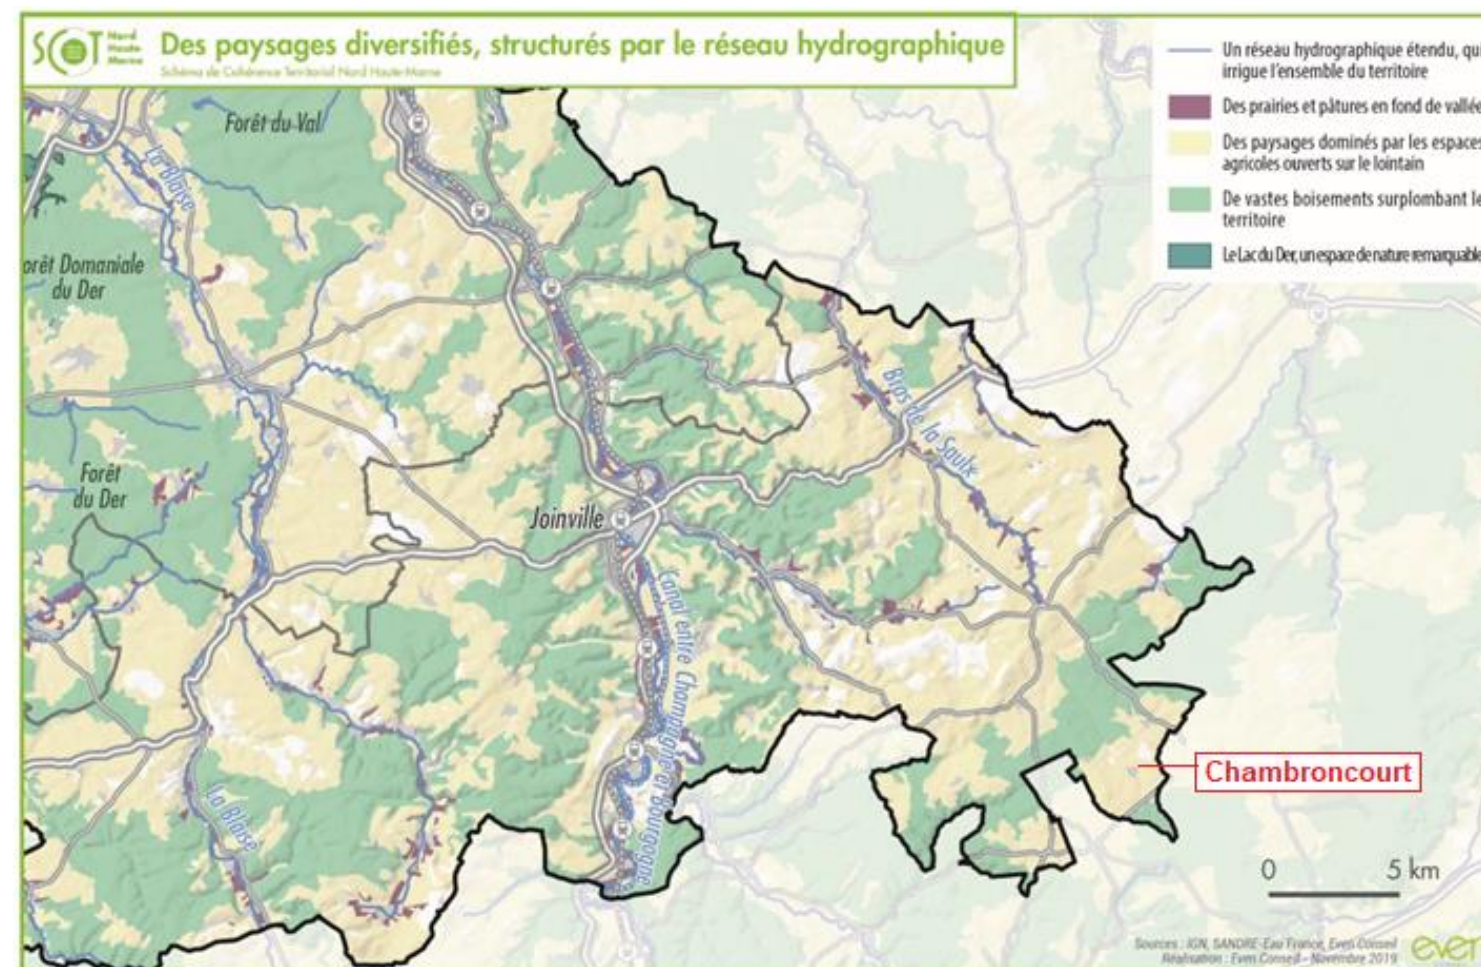 SCOT Nord Haute-Marne
Des paysages diversifiés, structurés par le réseau hydrographique
Schéma de Cohérence Territorial Nord Haute-Marne
Un réseau hydrographique étendu, qui
irrigue l'ensemble du territoire
Des prairies et pâtures en fond de vallée
Des paysages dominés par les espaces
agricoles ouverts sur le lointain
De vastes boisements surplombant le
territoire
Le Lac du Der, un espace de nature remarquable
Forêt du Val
La Blaise
orêt Domaniale
du Der
Bras de la Saulx
Forêt
du Der
Joinville
Canal entre Champagne et Bourgogne
La Blaise
Chambroncourt
0 5 km
Sources : IGN, SANDRE-Eau France, Even Conseil
Réalisation : Even Conseil - Novembre 2019
even